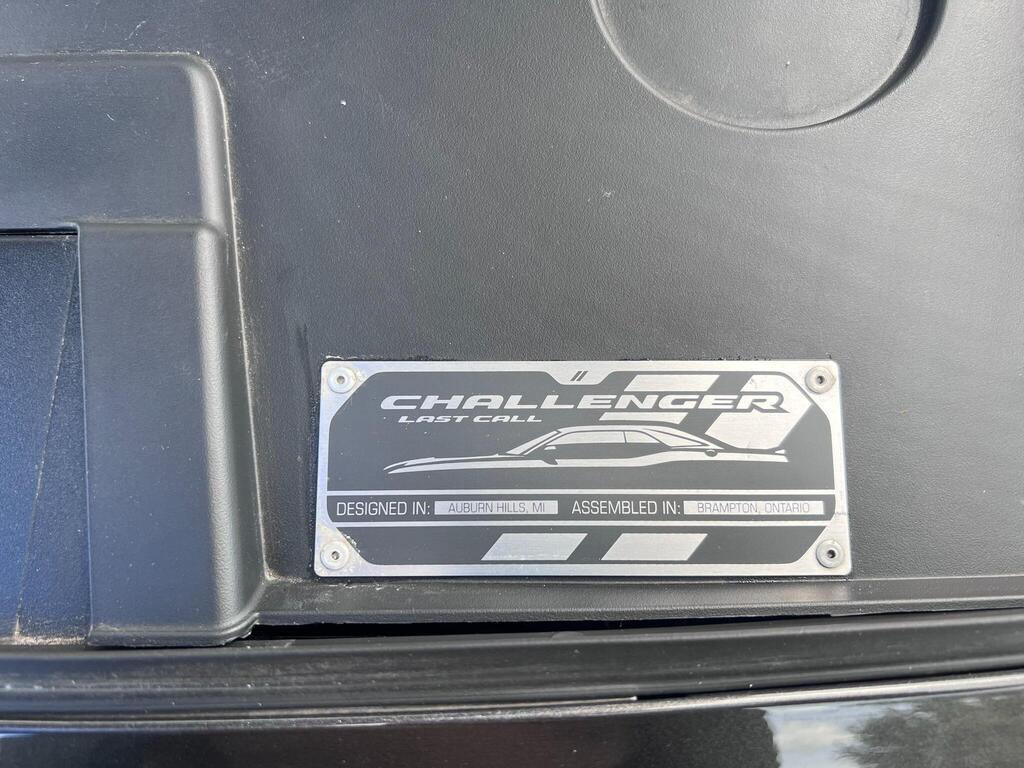 CHALLENGER
LAST CALL
DESIGNED IN: AUBURN HILLS, MI ASSEMBLED IN: BRAMPTON, ONTARIO